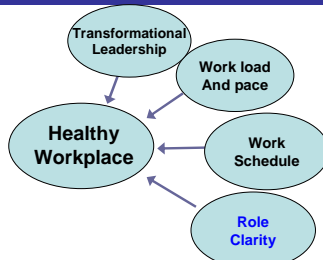 Transformational
Leadership
Work load
And pace
Healthy
Workplace
Work
Schedule
Role
Clarity